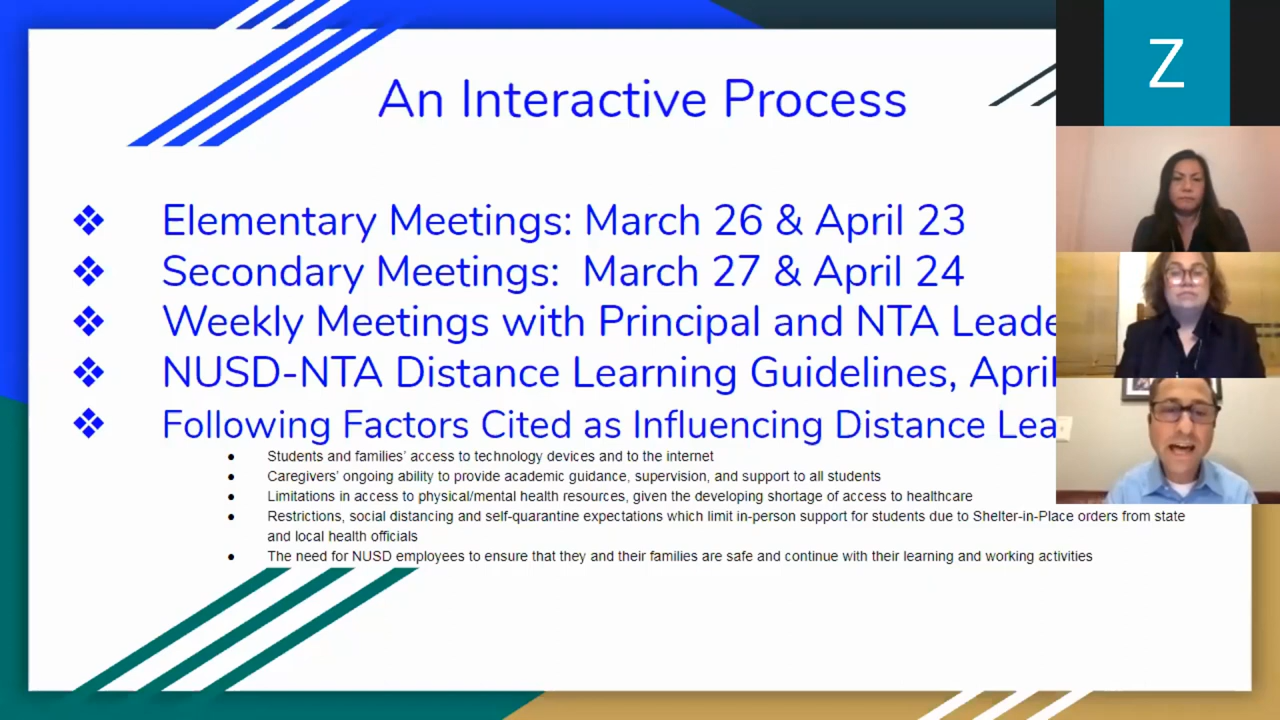 An Interactive Process
Z
❖ Elementary Meetings: March 26 & April 23
❖ Secondary Meetings: March 27 & April 24
❖ Weekly Meetings with Principal and NTA
❖ NUSD-NTA Distance Learning Guidelines, April
❖ Following Factors Cited as Influencing Distance
● Students and families' access to technology devices and to the internet
● Caregivers' ongoing ability to provide academic guidance, supervision, and support to all students
● Limitations in access to physical/mental health resources, given the developing shortage of access to healthcare
● Restrictions, social distancing and self-quarantine expectations which limit in-person support for students due to Shelter-in-Place orders from state
and local health officials
● The need for NUSD employees to ensure that they and their families are safe and continue with their learning and working activities